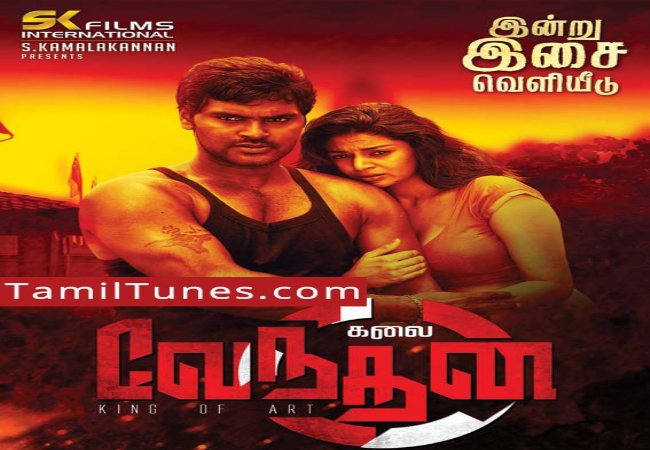 SK FILMS
INTERNATIONAL
S.KAMALAKANNAN
PRESENTS
இன்று
இசை
வெளியீடு
TamilTunes.com
கலை
வேந்தன்
KING OF ART